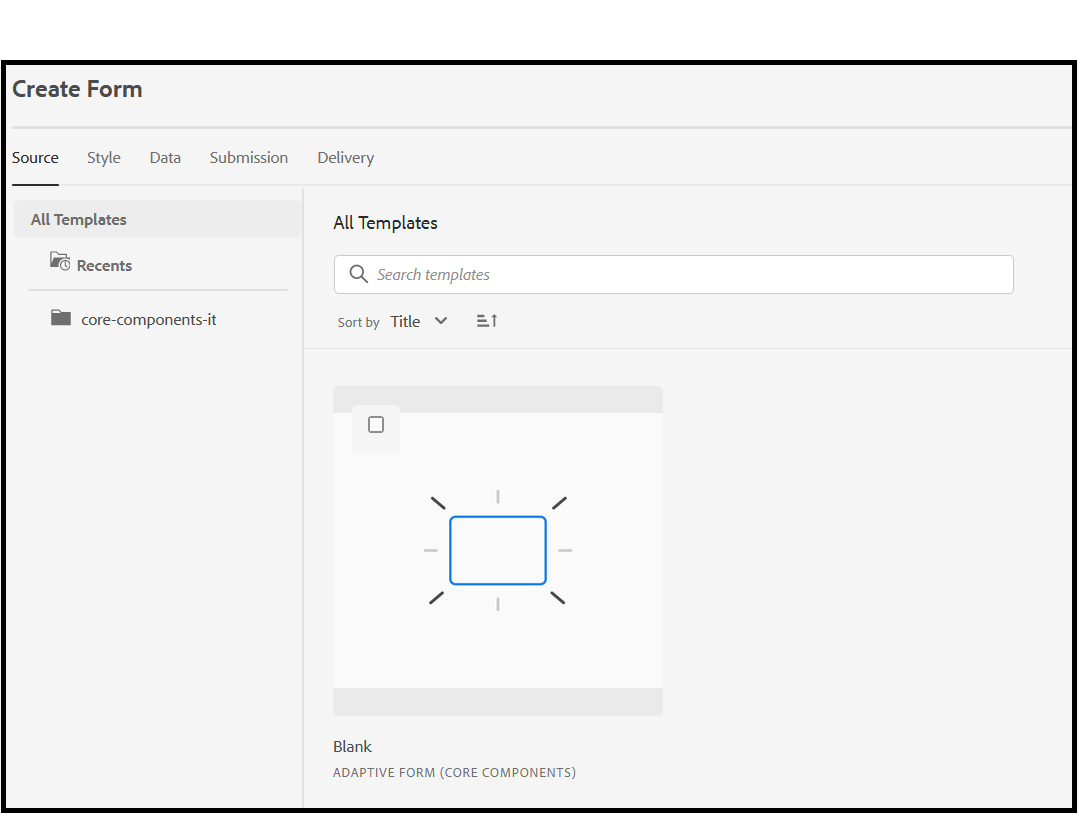 Create Form
Source Style Data Submission Delivery
All Templates
Recents
core-components-it
All Templates
Search templates
Sort by Title
Blank
ADAPTIVE FORM (CORE COMPONENTS)